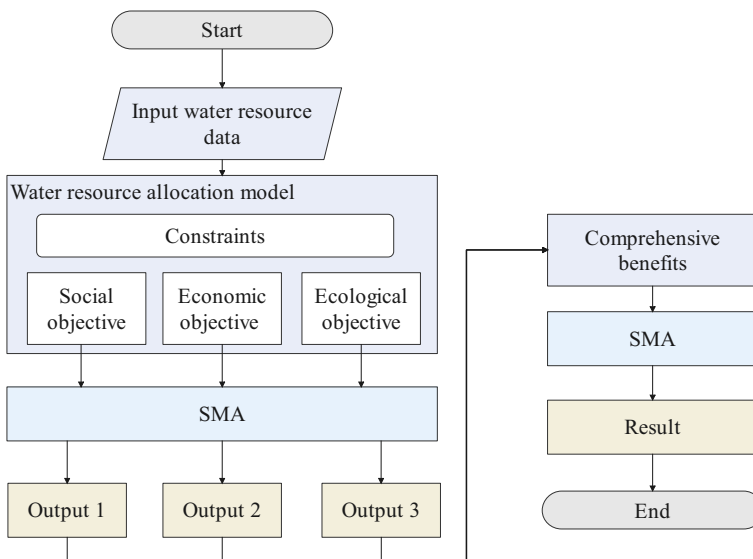 Start
Input water resource
data
Water resource allocation model
Constraints
Social
objective
Economic
objective
Ecological
objective
SMA
Output 1
Output 2
Output 3
Comprehensive
benefits
SMA
Result
End